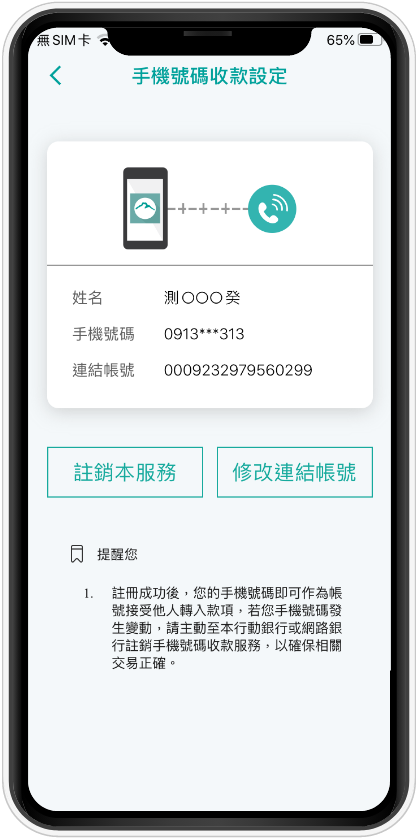 無SIM卡 65%
手機號碼收款設定
姓名 測〇〇〇癸
手機號碼 0913***313
連結帳號 0009232979560299
註銷本服務 修改連結帳號
提醒您
1. 註冊成功後，您的手機號碼即可作為帳
號接受他人轉入款項，若您手機號碼發
生變動，請主動至本行動銀行或網路銀
行註銷手機號碼收款服務，以確保相關
交易正確。